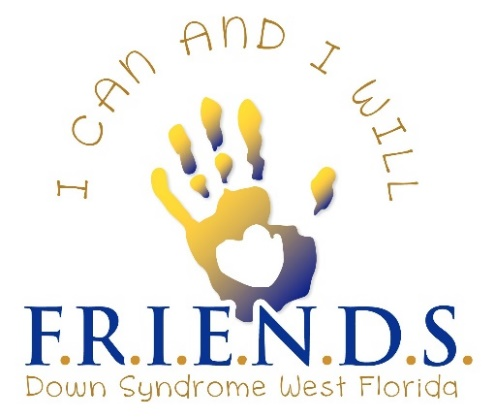 I CAN AND I WILL
F.R.I.E.N.D.S.
Down Syndrome West Florida